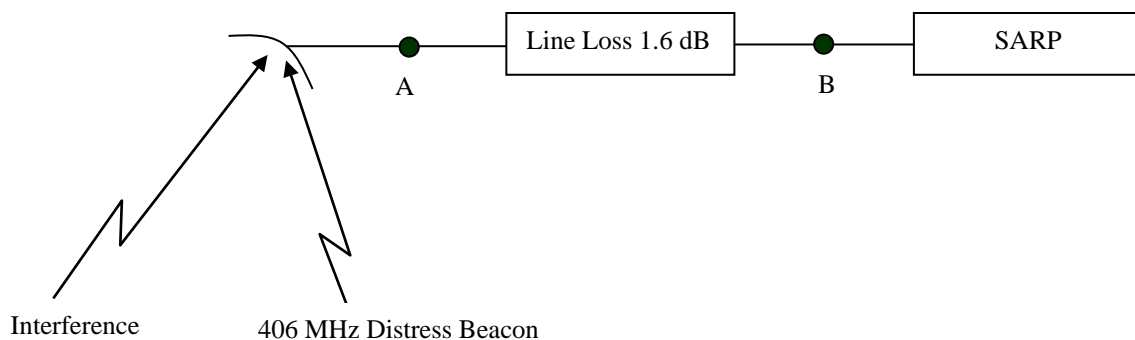 Line Loss 1.6 dB
SARP
A
B
Interference
406 MHz Distress Beacon